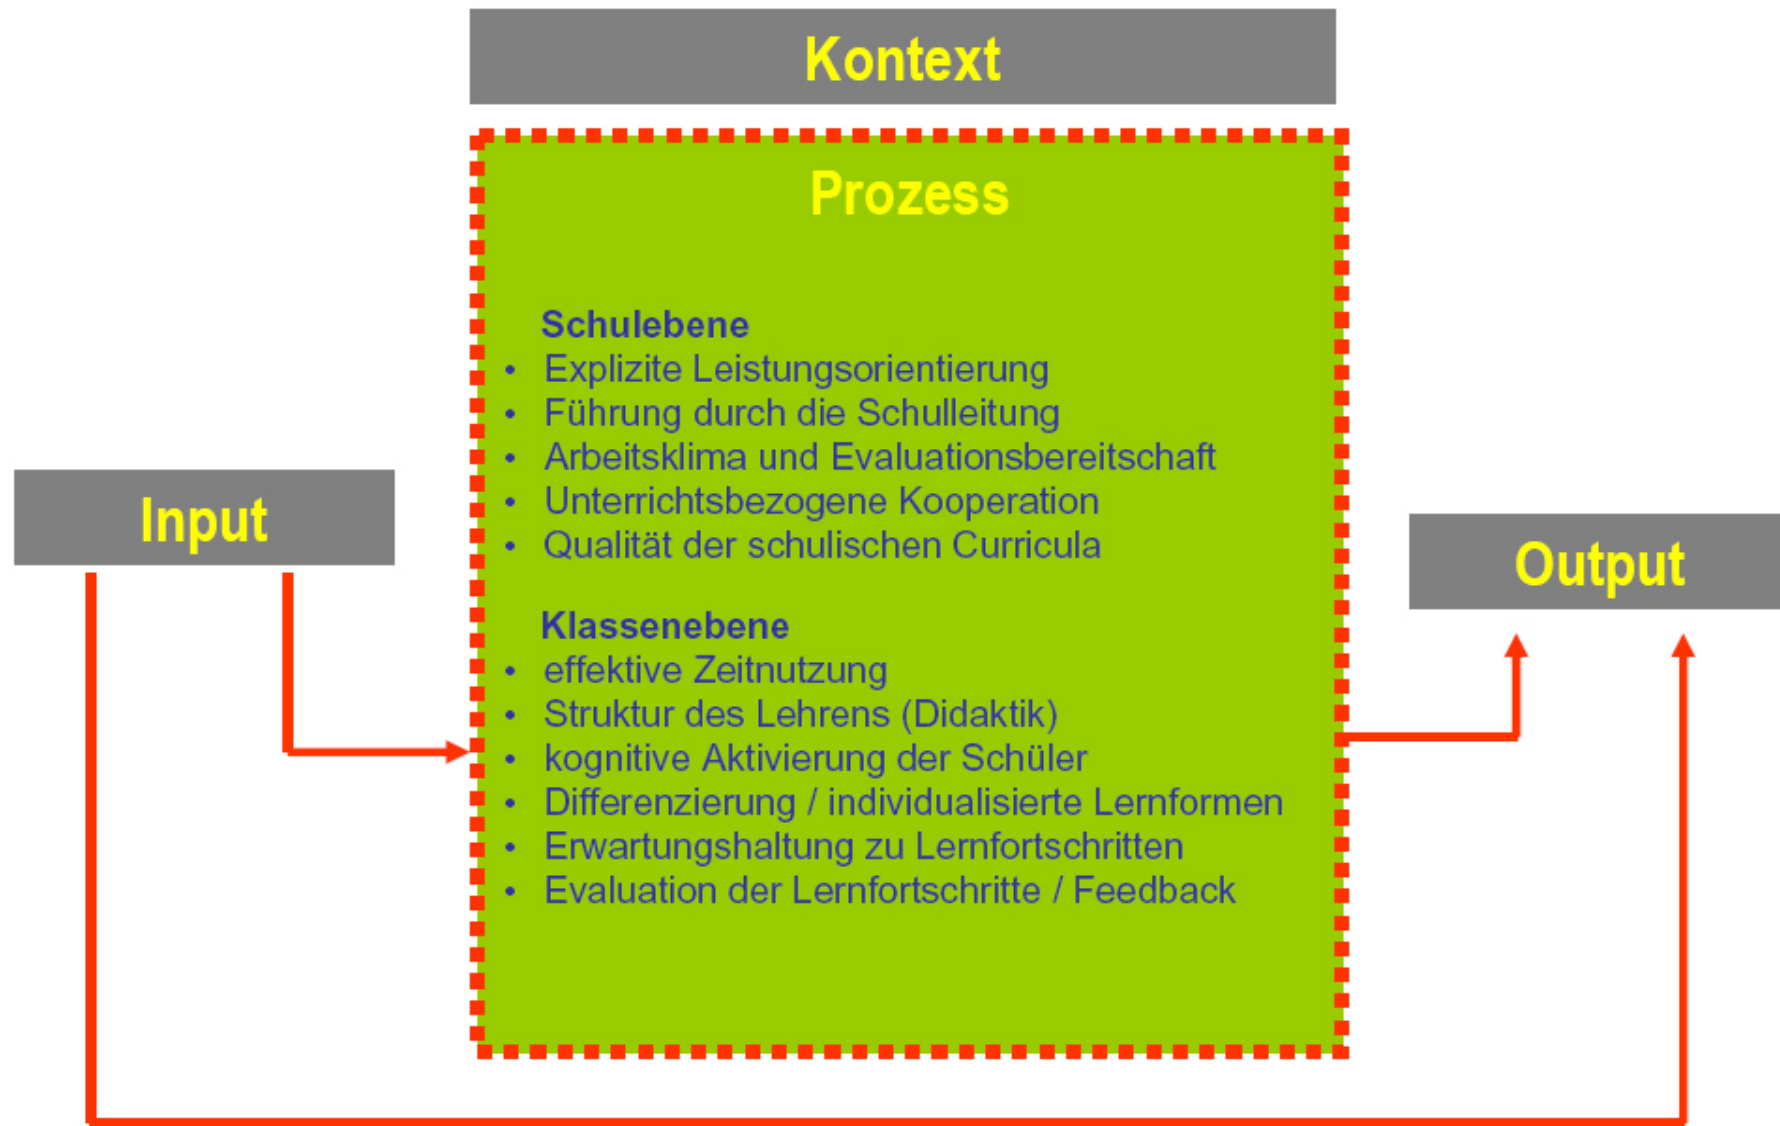 Kontext
Prozess
Schulebene
• Explizite Leistungsorientierung
• Führung durch die Schulleitung
• Arbeitsklima und Evaluationsbereitschaft
• Unterrichtsbezogene Kooperation
• Qualität der schulischen Curricula
Klassenebene
• effektive Zeitnutzung
• Struktur des Lehrens (Didaktik)
• kognitive Aktivierung der Schüler
• Differenzierung / individualisierte Lernformen
• Erwartungshaltung zu Lernfortschritten
• Evaluation der Lernfortschritte / Feedback
Input
Output